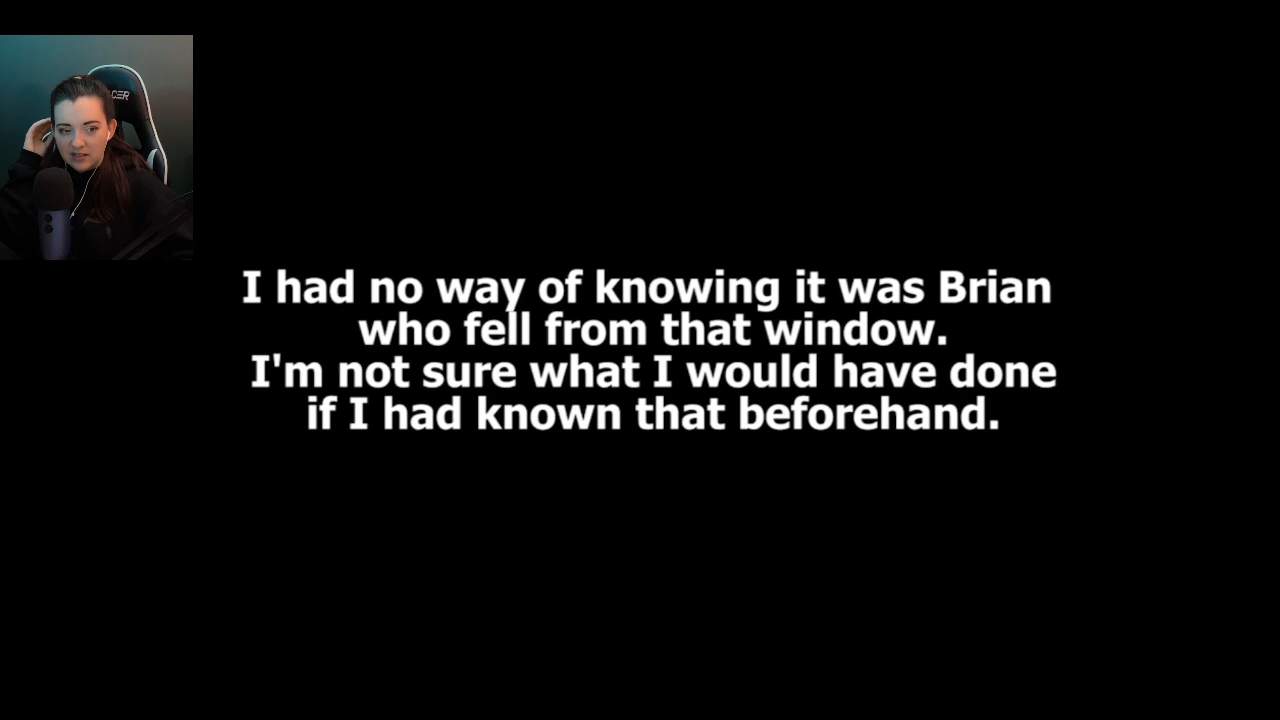 I had no way of knowing it was Brian
who fell from that window.
I'm not sure what I would have done
if I had known that beforehand.